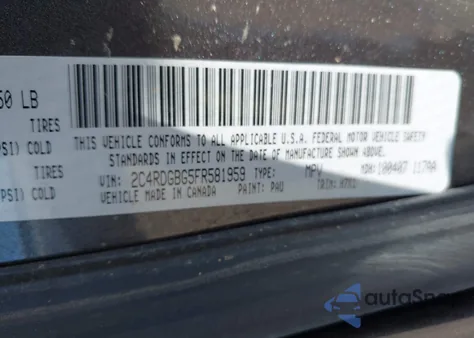 50 LB
TIRES
PSI) COLD
THIS VEHICLE CONFORMS TO ALL APPLICABLE U.S.A. FEDERAL MOTOR VEHICLE SAFETY
STANDARDS IN EFFECT ON THE DATE OF MANUFACTURE SHOWN ABOVE.
TIRES
VIN: 2C4RDGBG5FR581959 TYPE: MPV MDH:
PSI) COLD
VEHICLE MADE IN CANADA PAINT: PAU TRIM:
autoS